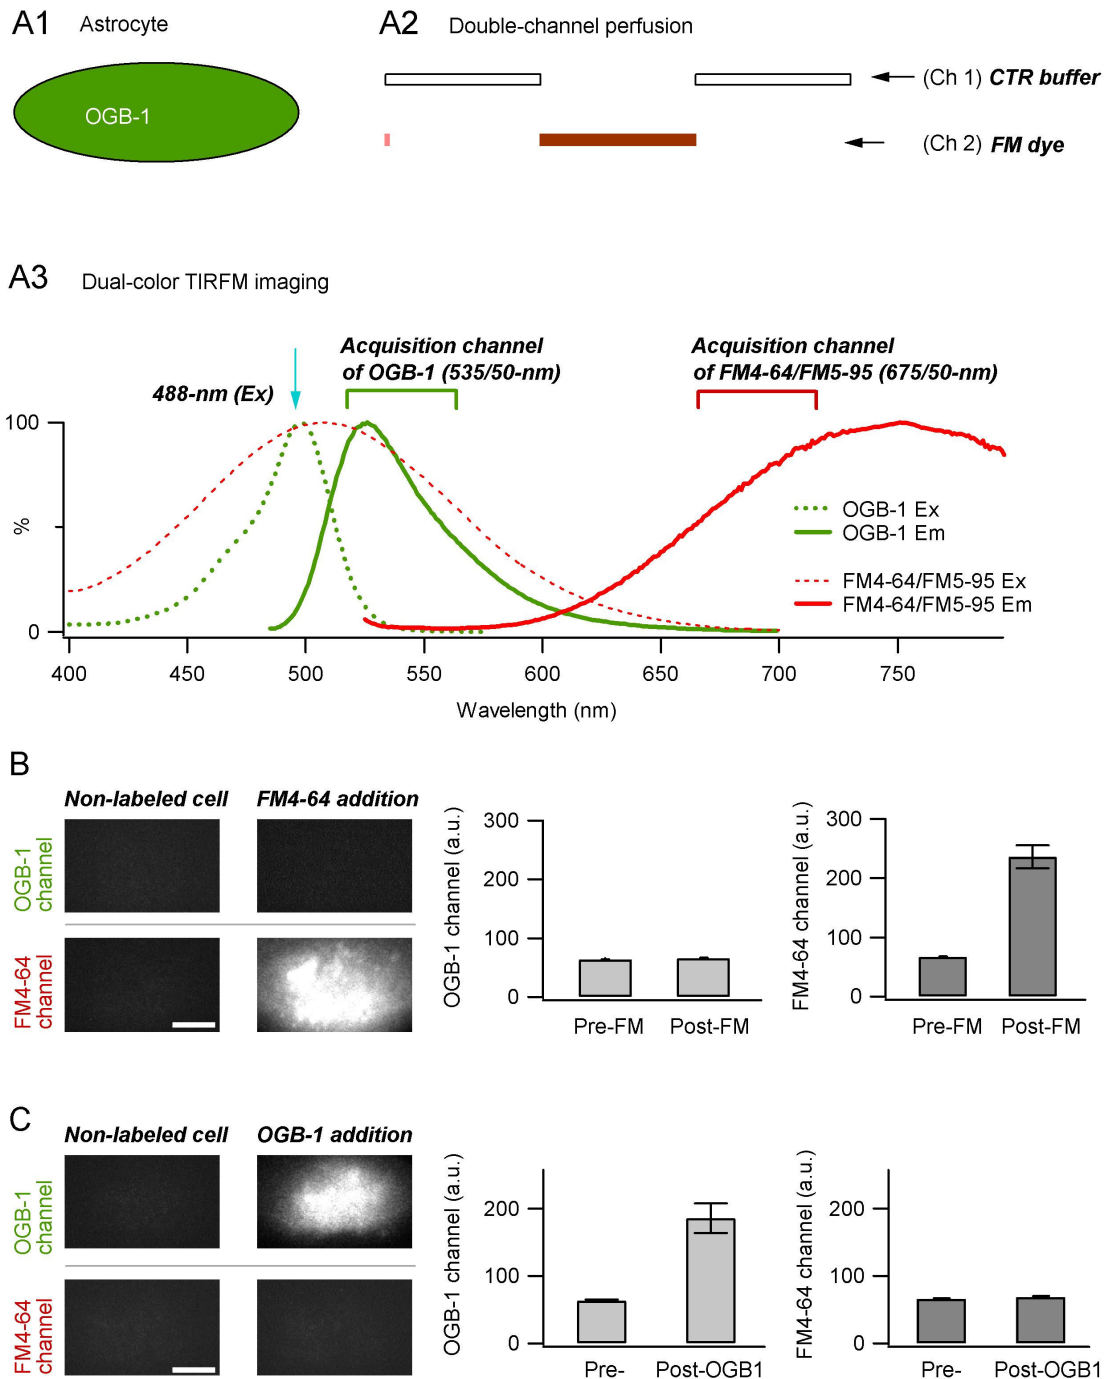 A1 Astrocyte
OGB-1
A2 Double-channel perfusion
(Ch 1) CTR buffer
(Ch 2) FM dye
A3 Dual-color TIRFM imaging
488-nm (Ex)
Acquisition channel
of OGB-1 (535/50-nm)
Acquisition channel
of FM4-64/FM5-95 (675/50-nm)
100
%
0
OGB-1 Ex
OGB-1 Em
FM4-64/FM5-95 Ex
FM4-64/FM5-95 Em
400 450 500 550 600 650 700 750
Wavelength (nm)
B
Non-labeled cell FM4-64 addition
OGB-1
channel
FM4-64
channel
OGB-1 channel (a.u.)
300
200
100
0
Pre-FM Post-FM
FM4-64 channel (a.u.)
300
200
100
0
Pre-FM Post-FM
C
Non-labeled cell OGB-1 addition
OGB-1
channel
FM4-64
channel
OGB-1 channel (a.u.)
200
100
0
Pre- Post-OGB1
FM4-64 channel (a.u.)
200
100
0
Pre- Post-OGB1